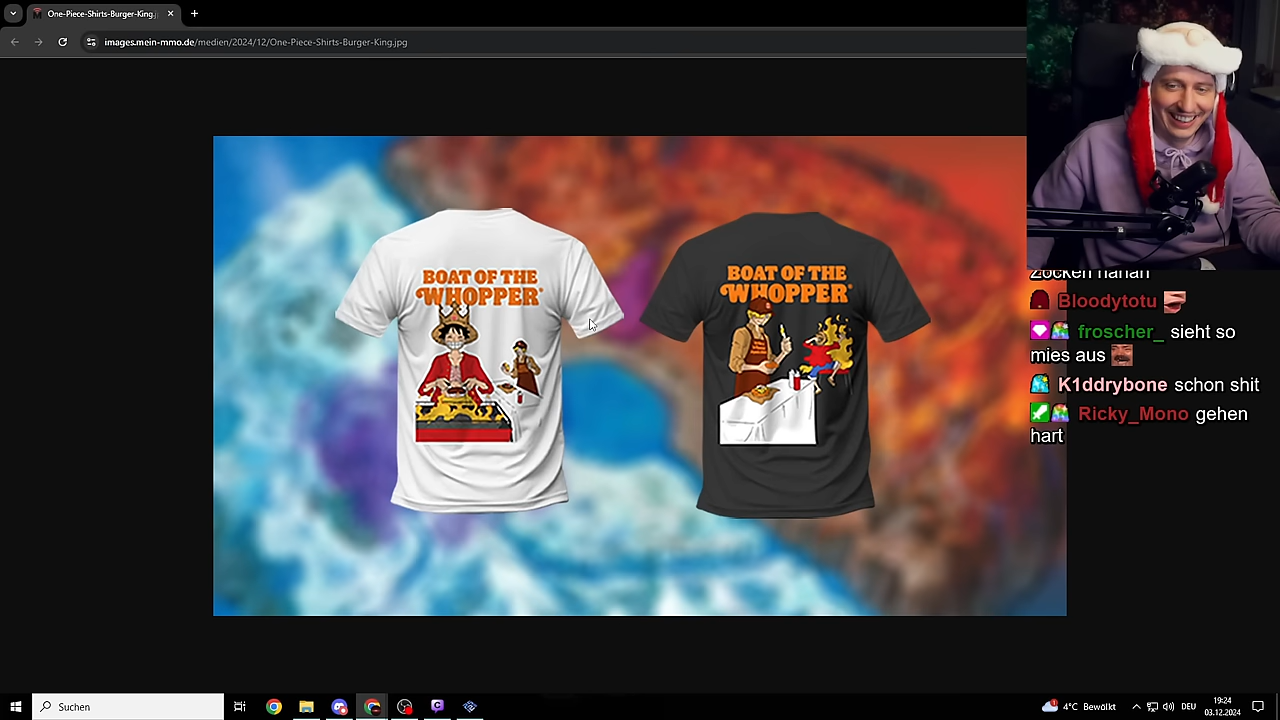 One-Piece-Shirts-Burger-King.j
images.mein-mmo.de/medien/2024/12/One-Piece-Shirts-Burger-King.jpg
BOAT OF THE
WHOPPER®
BOAT OF THE
WHOPPER®
zocken hahah
Bloodytotu
froscher_ sieht so
mies aus
K1ddrybone schon shit
Ricky_Mono gehen
hart
Suchen
4°C Bewölkt
DEU
19:24
03.12.2024